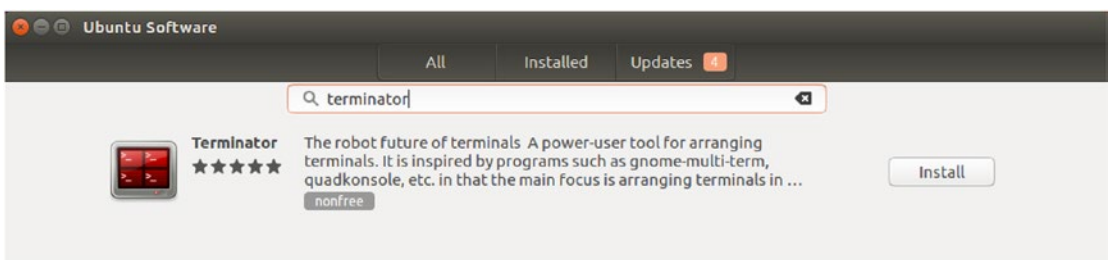 Ubuntu Software
All Installed Updates 4
terminator
Terminator
The robot future of terminals A power-user tool for arranging
terminals. It is inspired by programs such as gnome-multi-term,
quadkonsole, etc. in that the main focus is arranging terminals in ...
nonfree
Install